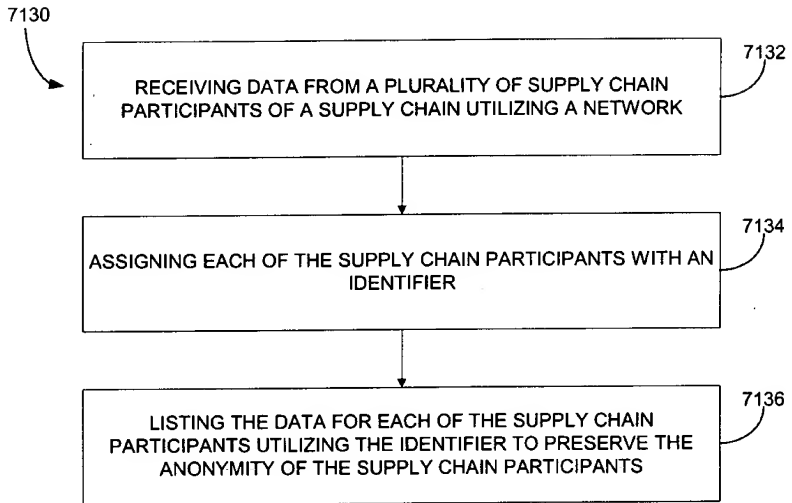 7130
7132
RECEIVING DATA FROM A PLURALITY OF SUPPLY CHAIN
PARTICIPANTS OF A SUPPLY CHAIN UTILIZING A NETWORK
7134
ASSIGNING EACH OF THE SUPPLY CHAIN PARTICIPANTS WITH AN
IDENTIFIER
7136
LISTING THE DATA FOR EACH OF THE SUPPLY CHAIN
PARTICIPANTS UTILIZING THE IDENTIFIER TO PRESERVE THE
ANONYMITY OF THE SUPPLY CHAIN PARTICIPANTS